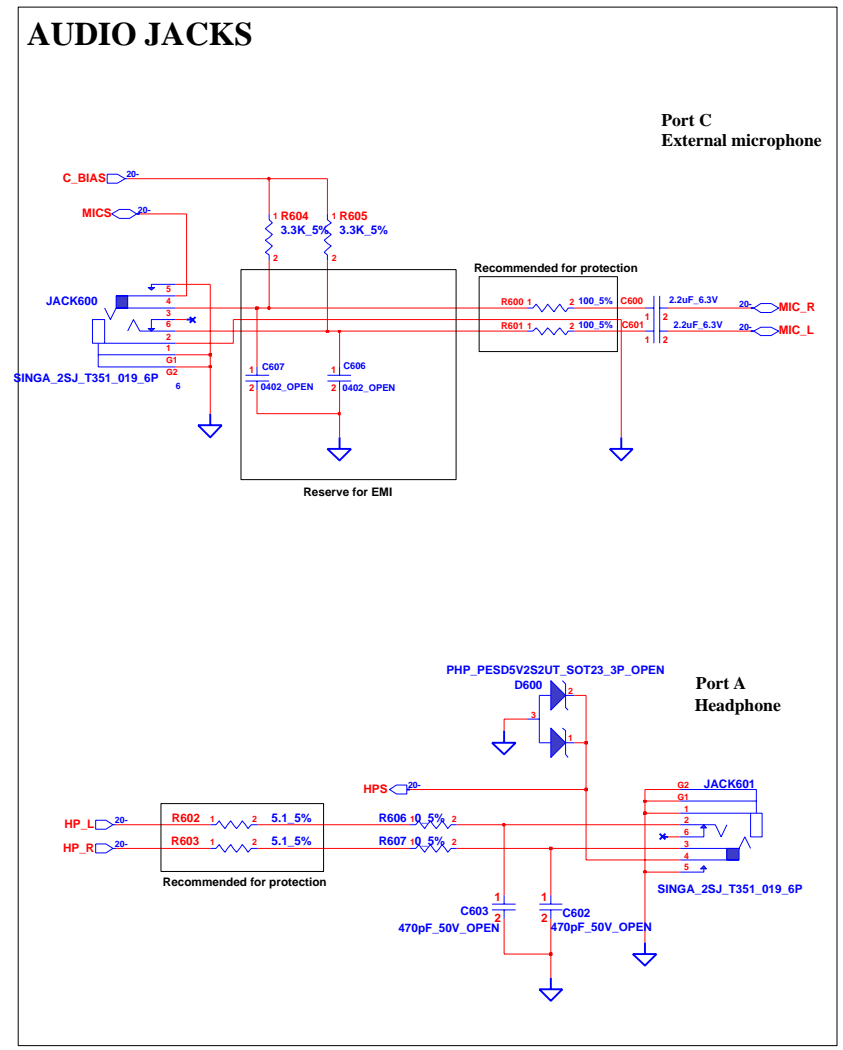 AUDIO JACKS
Port C
External microphone
C_BIAS 20-
MICS 20-
1 R604 1 R605
3.3K_5% 3.3K_5%
2 2
Recommended for protection
JACK600
5
4
3
6
2
1
G1
G2
SINGA_2SJ_T351_019_6P
6
R600 1 2 100_5% C600 2.2uF_6.3V 20- MIC_R
1 2
R601 1 2 100_5% C601 2.2uF_6.3V 20- MIC_L
1 2
1 C607 1 C606
2 0402_OPEN 2 0402_OPEN
Reserve for EMI
PHP_PESD5V2S2UT_SOT23_3P_OPEN
D600
2
3
1
Port A
Headphone
HPS 20-
G2 JACK601
G1
1
2
6
3
4
5
SINGA_2SJ_T351_019_6P
HP_L 20- R602 1 2 5.1_5% R606 1 0_5% 2
HP_R 20- R603 1 2 5.1_5% R607 1 0_5% 2
Recommended for protection
1 1
C603 C602
2 2
470pF_50V_OPEN 470pF_50V_OPEN